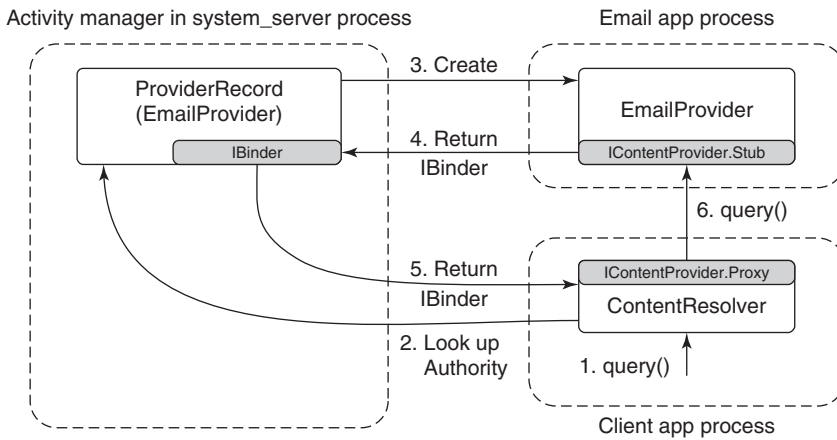 Activity manager in system_server process
Email app process
ProviderRecord
(EmailProvider)
IBinder
3. Create
EmailProvider
IContentProvider.Stub
4. Return
IBinder
6. query()
5. Return
IBinder
IContentProvider.Proxy
ContentResolver
2. Look up
Authority
1. query()
Client app process